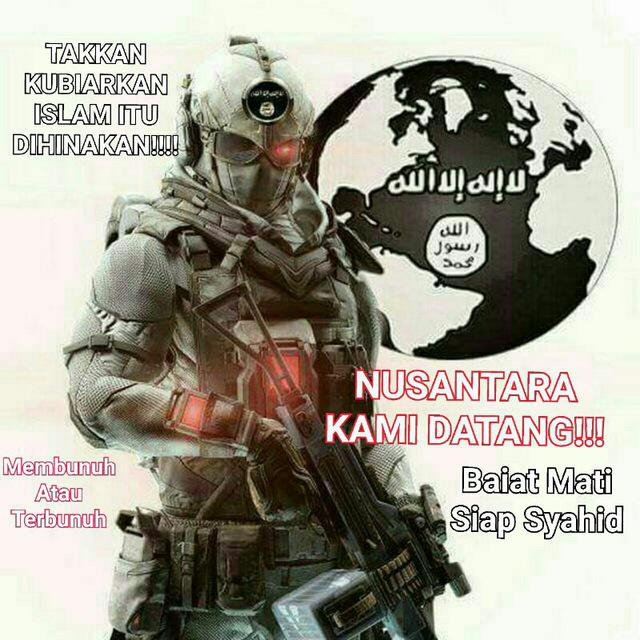 TAKKAN
KUBIARKAN
ISLAM ITU
DIHINAKAN!!!!
لا إله إلا الله
الله
رسول
محمد
NUSANTARA
KAMI DATANG!!!
Membunuh
Atau
Terbunuh
Baiat Mati
Siap Syahid